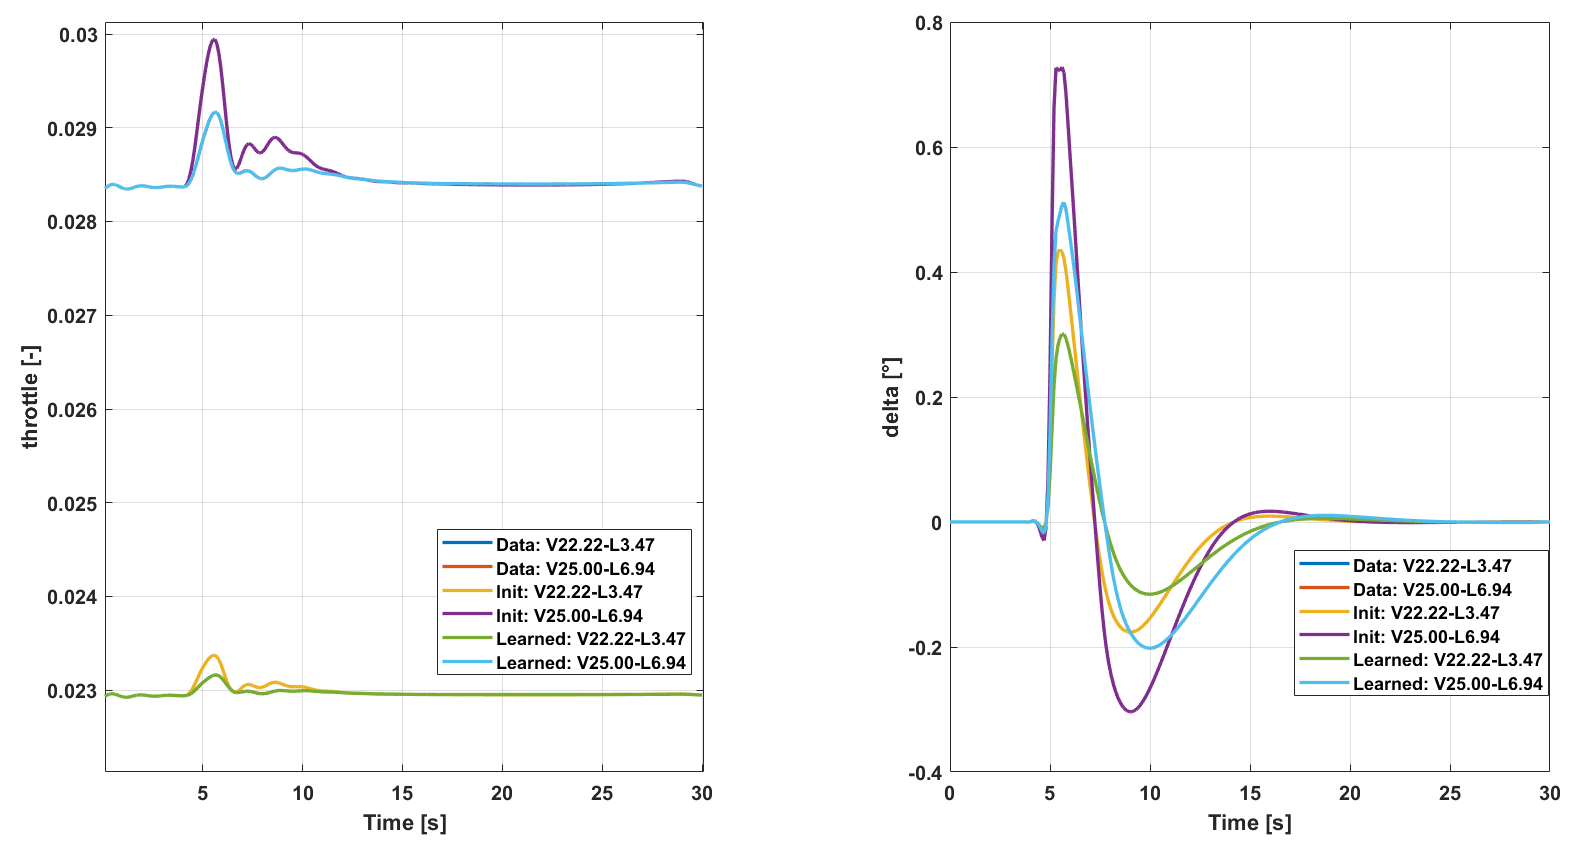 0.03
0.029
0.028
0.027
0.026
0.025
0.024
0.023
throttle [-]
5
10
15
20
25
30
Time [s]
Data: V22.22-L3.47
Data: V25.00-L6.94
Init: V22.22-L3.47
Init: V25.00-L6.94
Learned: V22.22-L3.47
Learned: V25.00-L6.94
0.8
0.6
0.4
0.2
0
-0.2
-0.4
delta [°]
0
5
10
15
20
25
30
Time [s]
Data: V22.22-L3.47
Data: V25.00-L6.94
Init: V22.22-L3.47
Init: V25.00-L6.94
Learned: V22.22-L3.47
Learned: V25.00-L6.94